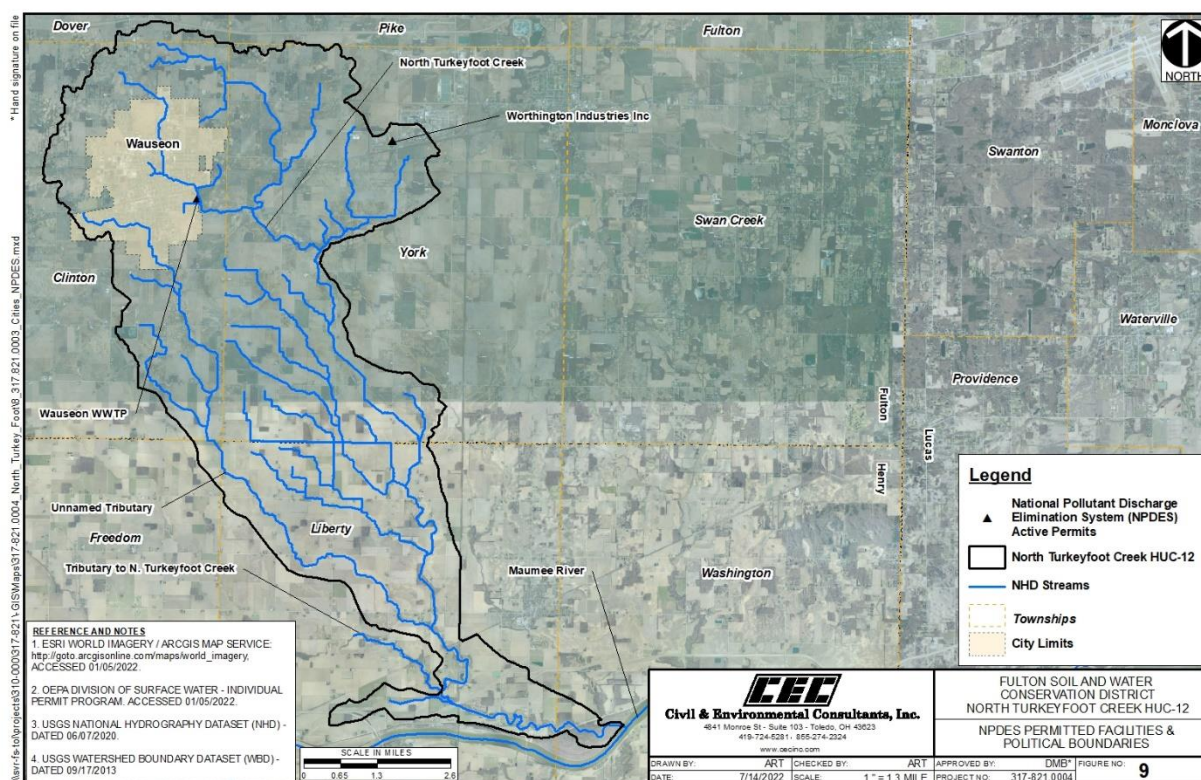 *Hand signature on file
Dover
Pike
Fulton
NORTH
North Turkeyfoot Creek
Worthington Industries Inc
Monclova
Swanton
Wauseon
Swan Creek
York
Clinton
Waterville
Providence
Wauseon WWTP
Fulton
Lucas
Henry
Unnamed Tributary
Freedom
Liberty
Tributary to N. Turkeyfoot Creek
Maumee River
Washington
Legend
National Pollutant Discharge
Elimination System (NPDES)
Active Permits
North Turkeyfoot Creek HUC-12
NHD Streams
Townships
City Limits
REFERENCE AND NOTES
1. ESRI WORLD IMAGERY / ARCGIS MAP SERVICE:
http://goto.arcgisonline.com/maps/world_imagery,
ACCESSED 01/05/2022.
2. OEPA DIVISION OF SURFACE WATER - INDIVIDUAL
PERMIT PROGRAM. ACCESSED 01/05/2022.
3. USGS NATIONAL HYDROGRAPHY DATASET (NHD) -
DATED 06/17/2020.
4. USGS WATERSHED BOUNDARY DATASET (WBD) -
DATED 09/17/2013
SCALE IN MILES
0 0.65 1.3 2.6
CEC
Civil & Environmental Consultants, Inc.
4841 Monroe St - Suite 103 - Toledo, OH 43623
419-724-5281 · 855-274-2324
www.cecinc.com
FULTON SOIL AND WATER
CONSERVATION DISTRICT
NORTH TURKEYFOOT CREEK HUC-12
NPDES PERMITTED FACILITIES &
POLITICAL BOUNDARIES
DRAWN BY: ART CHECKED BY: ART APPROVED BY: DMB* FIGURE NO: 9
DATE: 7/14/2022 SCALE: 1 " = 1.3 MILE PROJECT NO: 317-821.0004